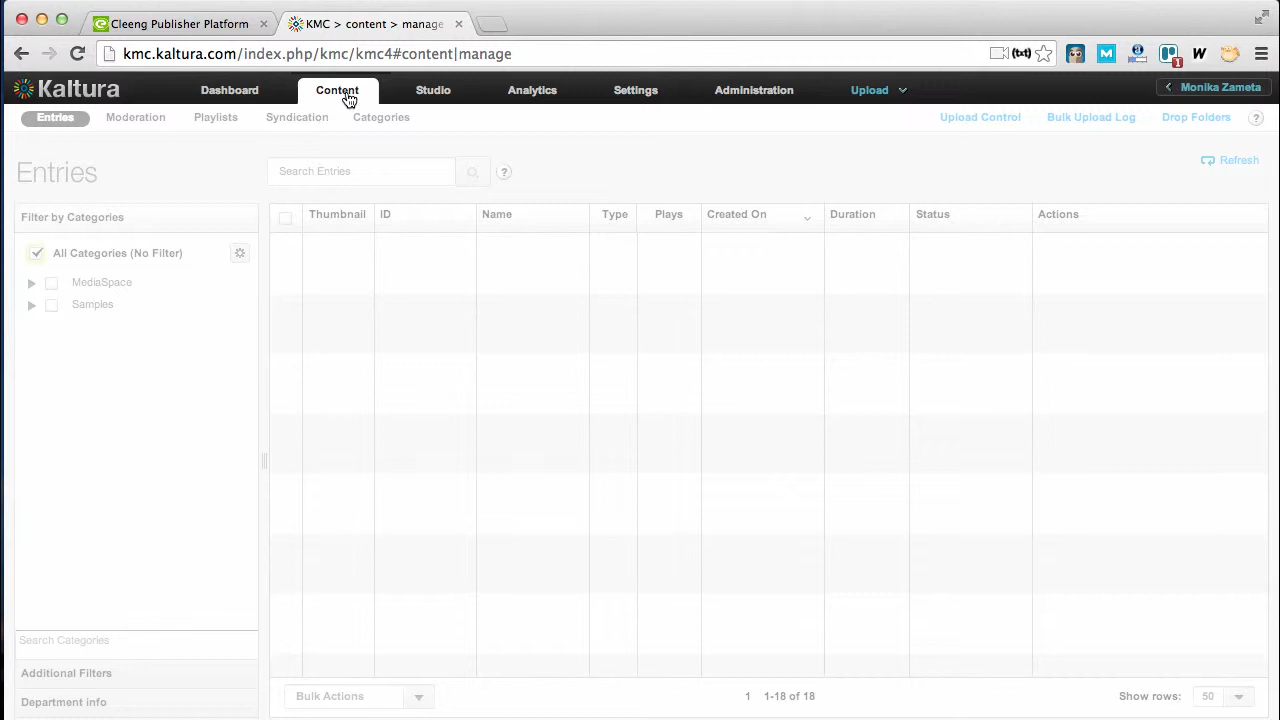 Cleeng Publisher Platform × KMC > content > manage ×
kmc.kaltura.com/index.php/kmc/kmc4#content|manage (txt) M 1 W
Kaltura Dashboard Content Studio Analytics Settings Administration Upload Monika Zameta
Entries Moderation Playlists Syndication Categories Upload Control Bulk Upload Log Drop Folders ?
Entries Search Entries ? Refresh
Filter by Categories Thumbnail ID Name Type Plays Created On Duration Status Actions
All Categories (No Filter)
MediaSpace
Samples
Search Categories
Additional Filters
Bulk Actions 1 1-18 of 18 Show rows: 50
Department info